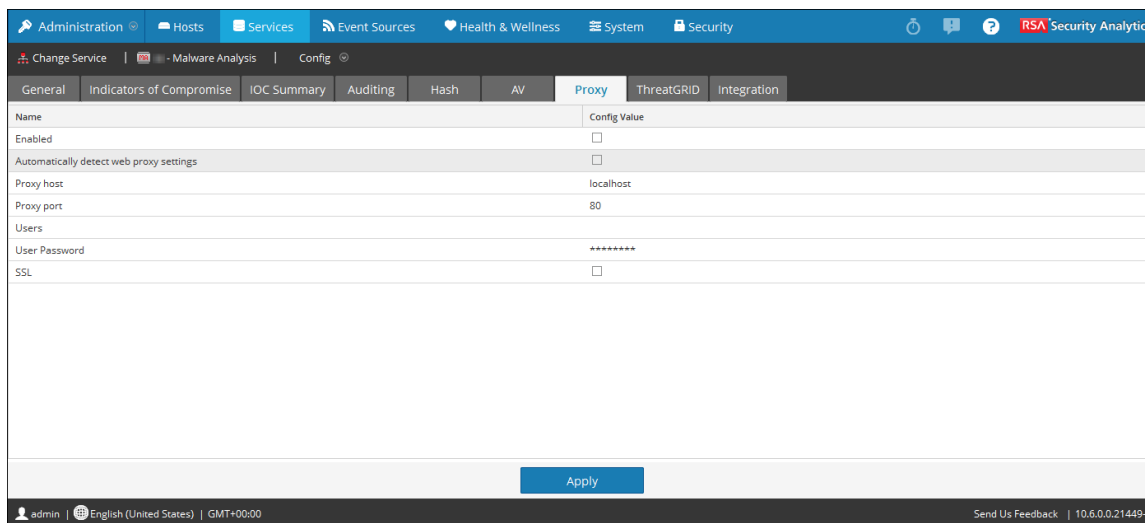 Administration Hosts Services Event Sources Health & Wellness System Security RSA Security Analytic
Change Service | MA - Malware Analysis | Config
General Indicators of Compromise IOC Summary Auditing Hash AV Proxy ThreatGRID Integration
Name Config Value
Enabled
Automatically detect web proxy settings
Proxy host localhost
Proxy port 80
Users
User Password ********
SSL
Apply
admin | English (United States) | GMT+00:00 Send Us Feedback | 10.6.0.0.21449-